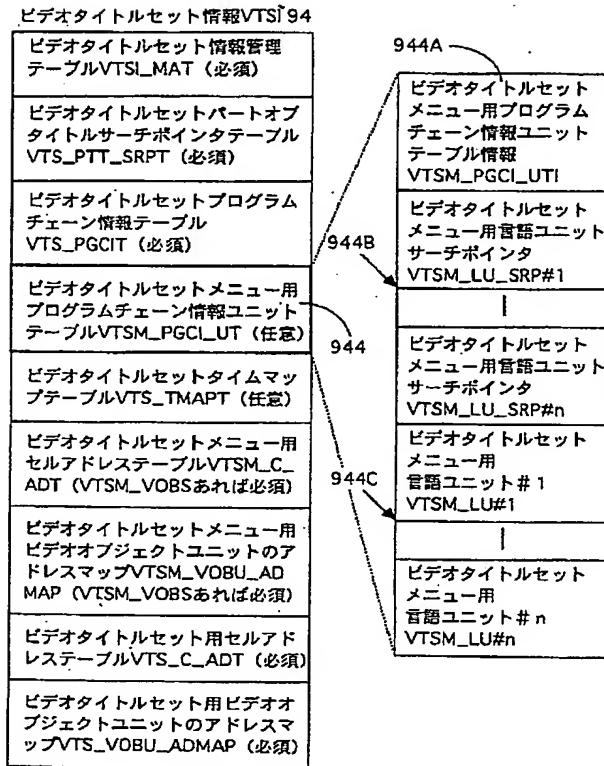 ビデオタイトルセット情報VTSI 94
ビデオタイトルセット情報管理
テーブルVTSI_MAT (必須)
ビデオタイトルセットパートオブ
タイトルサーチポインタテーブル
VTS_PTT_SRPT (必須)
ビデオタイトルセットプログラム
チェーン情報テーブル
VTS_PGCIT (必須)
ビデオタイトルセットメニュー用
プログラムチェーン情報ユニット
テーブルVTSM_PGCI_UT (任意)
ビデオタイトルセットタイムマッ
プテーブルVTS_TMAPT (任意)
ビデオタイトルセットメニュー用
セルアドレステーブルVTSM_C_
ADT (VTSM_VOBSあれば必須)
ビデオタイトルセットメニュー用
ビデオオブジェクトユニットのア
ドレスマップVTSM_VOBU_AD
MAP (VTSM_VOBSあれば必須)
ビデオタイトルセット用セルアド
レステーブルVTS_C_ADT (必須)
ビデオタイトルセット用ビデオオ
ブジェクトユニットのアドレスマ
ップVTS_VOBU_ADMAP (必須)
944
944A
ビデオタイトルセット
メニュー用プログラム
チェーン情報ユニット
テーブル情報
VTSM_PGCI_UTI
944B
ビデオタイトルセット
メニュー用言語ユニット
サーチポインタ
VTSM_LU_SRP#1
ビデオタイトルセット
メニュー用言語ユニット
サーチポインタ
VTSM_LU_SRP#n
944C
ビデオタイトルセット
メニュー用
言語ユニット#1
VTSM_LU#1
ビデオタイトルセット
メニュー用
言語ユニット#n
VTSM_LU#n